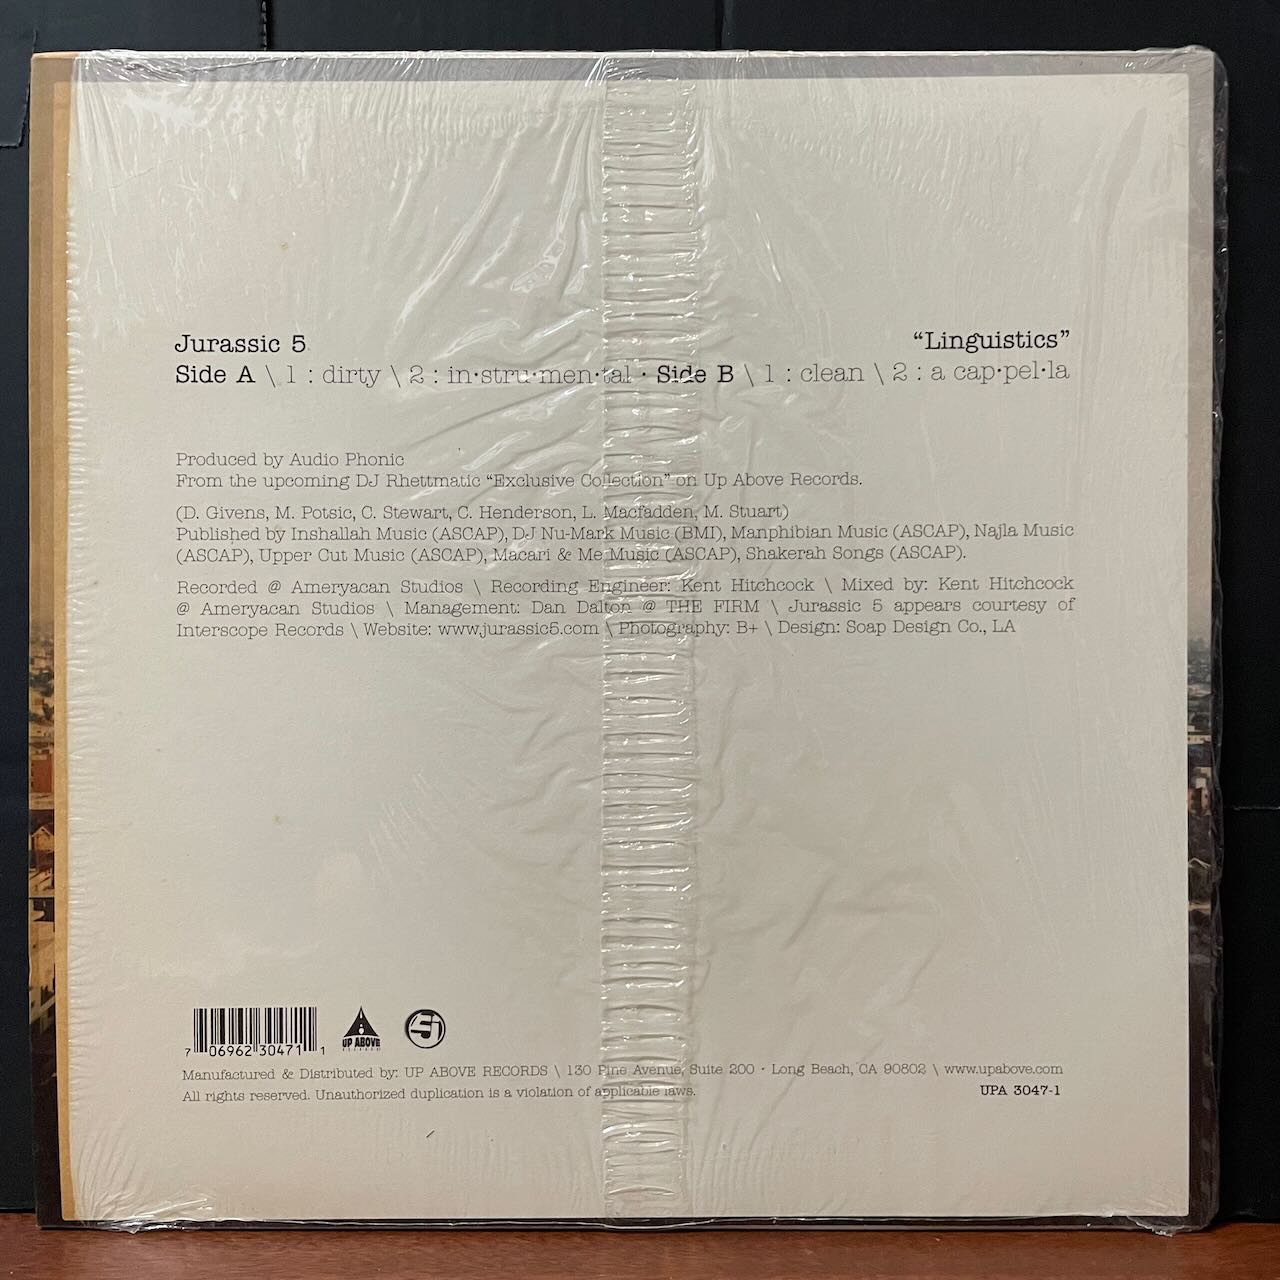 Jurassic 5 “Linguistics”
Side A \ 1 : dirty \ 2 : in•stru•men•tal · Side B \ 1 : clean \ 2 : a cap•pel•la
Produced by Audio Phonic
From the upcoming DJ Rhettmatic “Exclusive Collection” on Up Above Records.
(D. Givens, M. Potsic, C. Stewart, C. Henderson, L. Macfadden, M. Stuart)
Published by Inshallah Music (ASCAP), DJ Nu-Mark Music (BMI), Manphibian Music (ASCAP), Najla Music
(ASCAP), Upper Cut Music (ASCAP), Macari & Me Music (ASCAP), Shakerah Songs (ASCAP).
Recorded @ Ameryacan Studios \ Recording Engineer: Kent Hitchcock \ Mixed by: Kent Hitchcock
@ Ameryacan Studios \ Management: Dan Dalton @ THE FIRM \ Jurassic 5 appears courtesy of
Interscope Records \ Website: www.jurassic5.com \ Photography: B+ \ Design: Soap Design Co., LA
7 06962 30471 1
UP ABOVE
RECORDS
J5
Manufactured & Distributed by: UP ABOVE RECORDS \ 130 Pine Avenue, Suite 200 · Long Beach, CA 90802 \ www.upabove.com
All rights reserved. Unauthorized duplication is a violation of applicable laws. UPA 3047-1